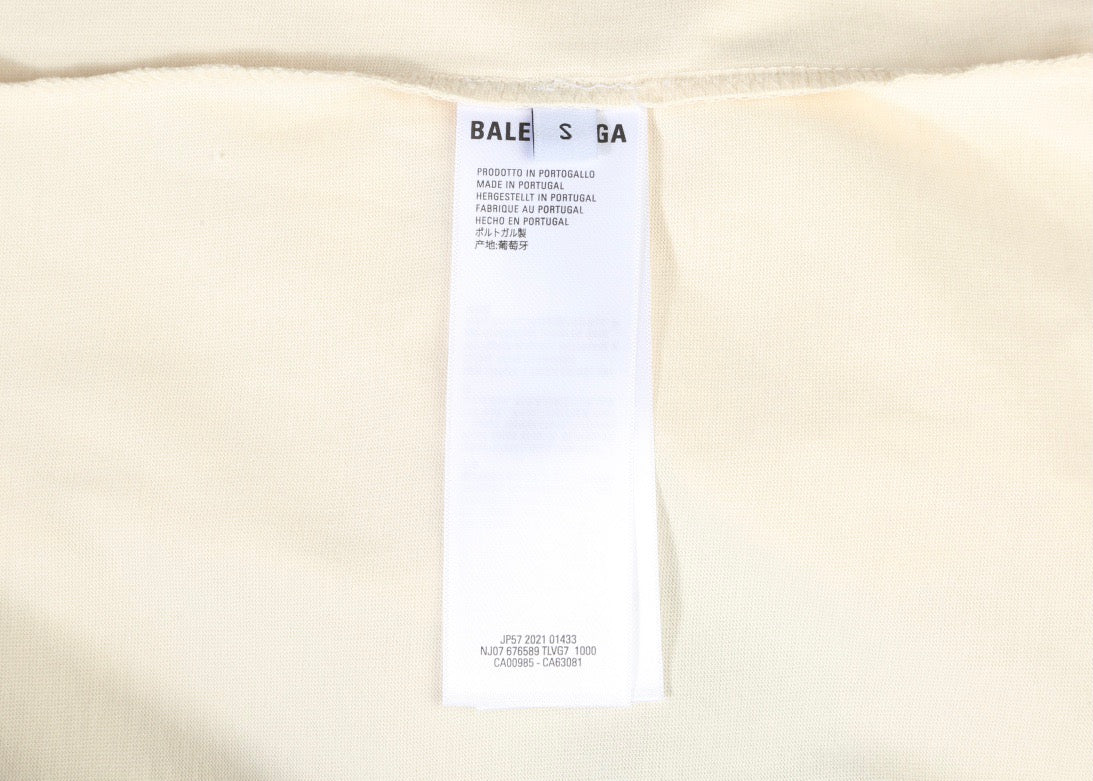 BALE S GA
PRODOTTO IN PORTOGALLO
MADE IN PORTUGAL
HERGESTELLT IN PORTUGAL
FABRIQUE AU PORTUGAL
HECHO EN PORTUGAL
ポルトガル製
产地:葡萄牙
JP57 2021 01433
NJ07 676589 TLVG7 1000
CA00985 - CA63081